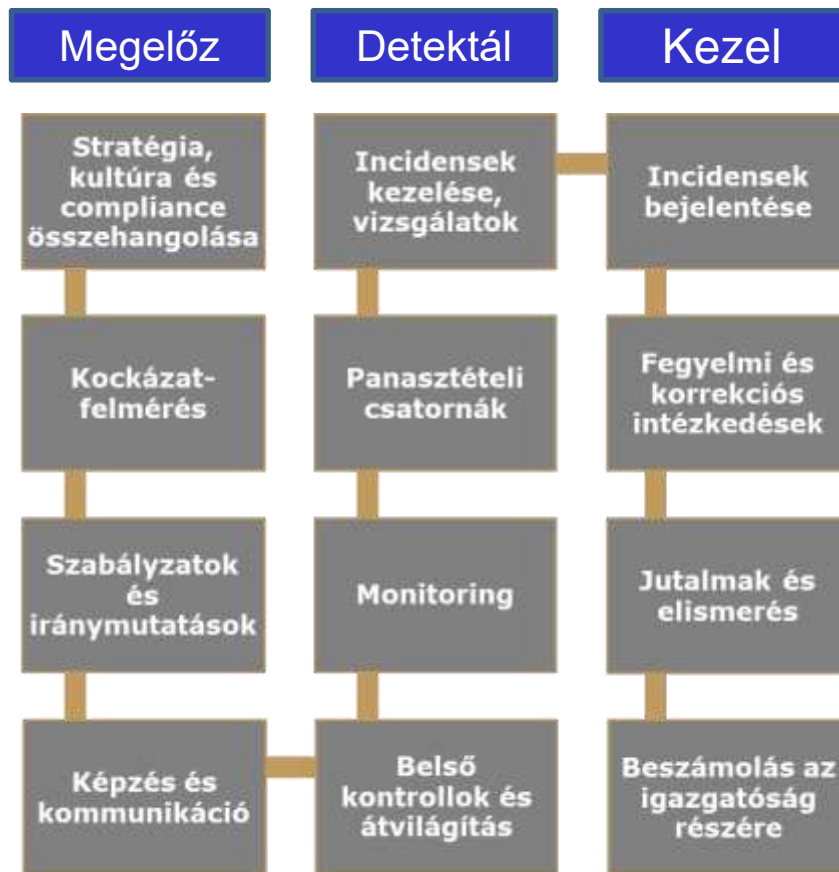 Megelőz
Detektál
Kezel
Stratégia,
kultúra és
compliance
összehangolása
Incidensek
kezelése,
vizsgálatok
Incidensek
bejelentése
Kockázat-
felmérés
Panasztételi
csatornák
Fegyelmi és
korrekciós
intézkedések
Szabályzatok
és
iránymutatások
Monitoring
Jutalmak és
elismerés
Képzés és
kommunikáció
Belső
kontrollok és
átvilágítás
Beszámolás az
igazgatóság
részére